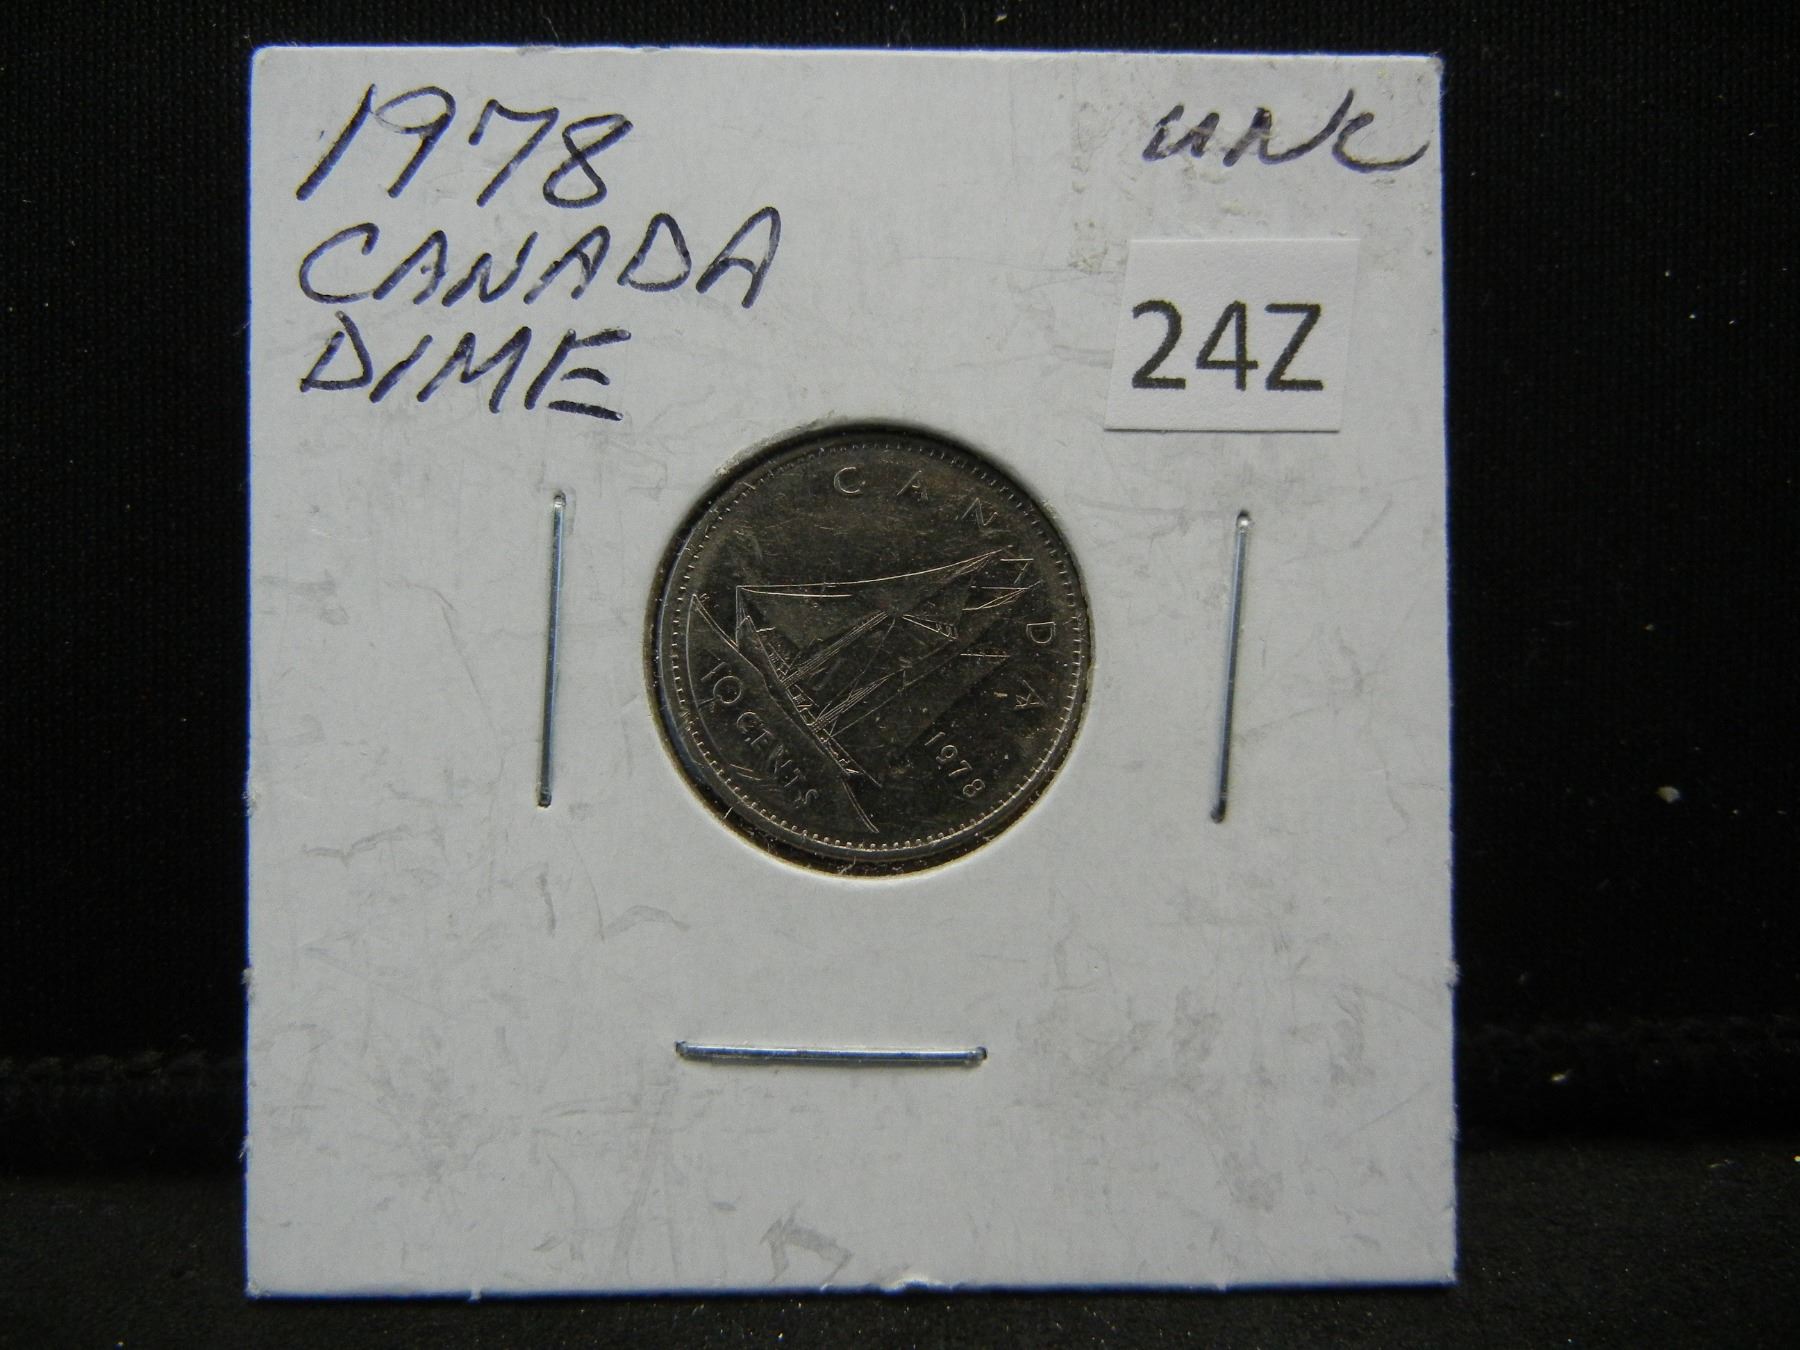 1978
CANADA
DIME
UNC
24Z
CANADA
1978
10 CENTS